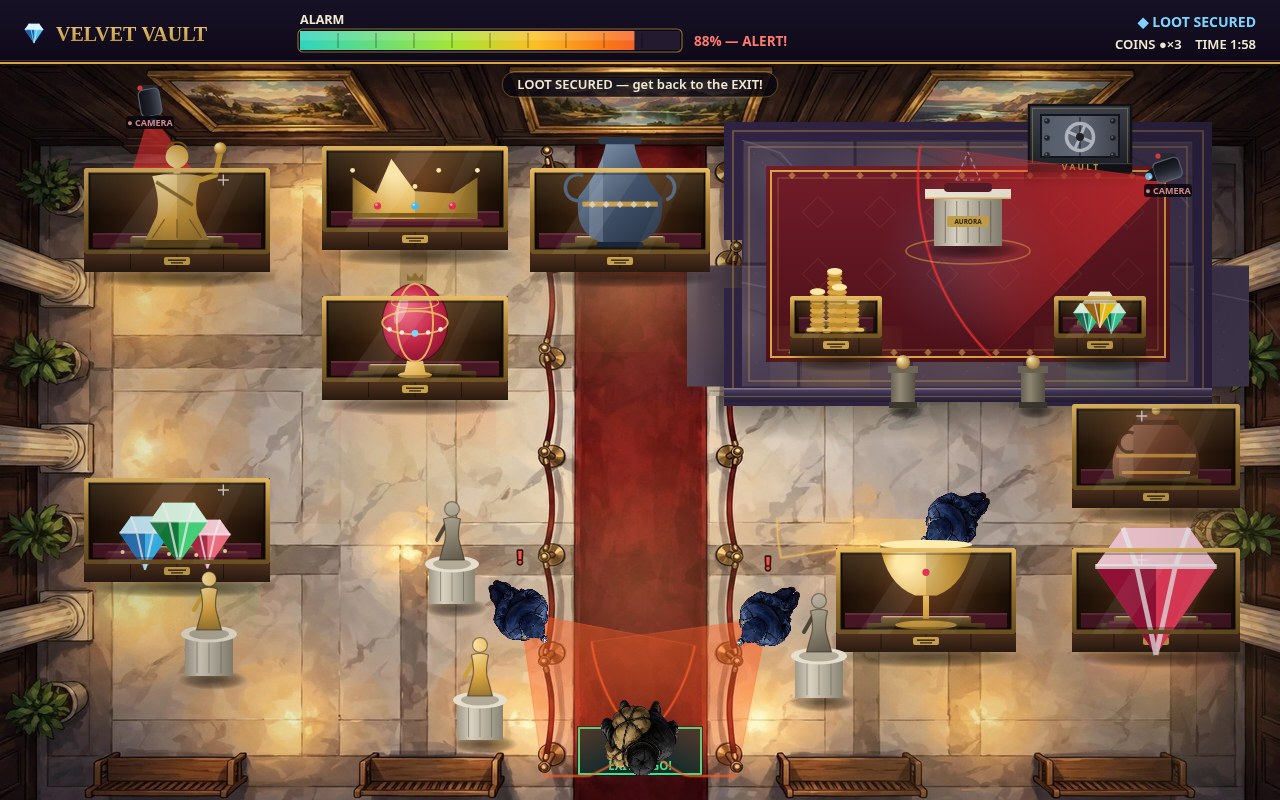 VELVET VAULT
ALARM
88% — ALERT!
◆ LOOT SECURED
COINS ●×3 TIME 1:58
LOOT SECURED — get back to the EXIT!
● CAMERA
VAULT
● CAMERA
AURORA
!
!
GO!